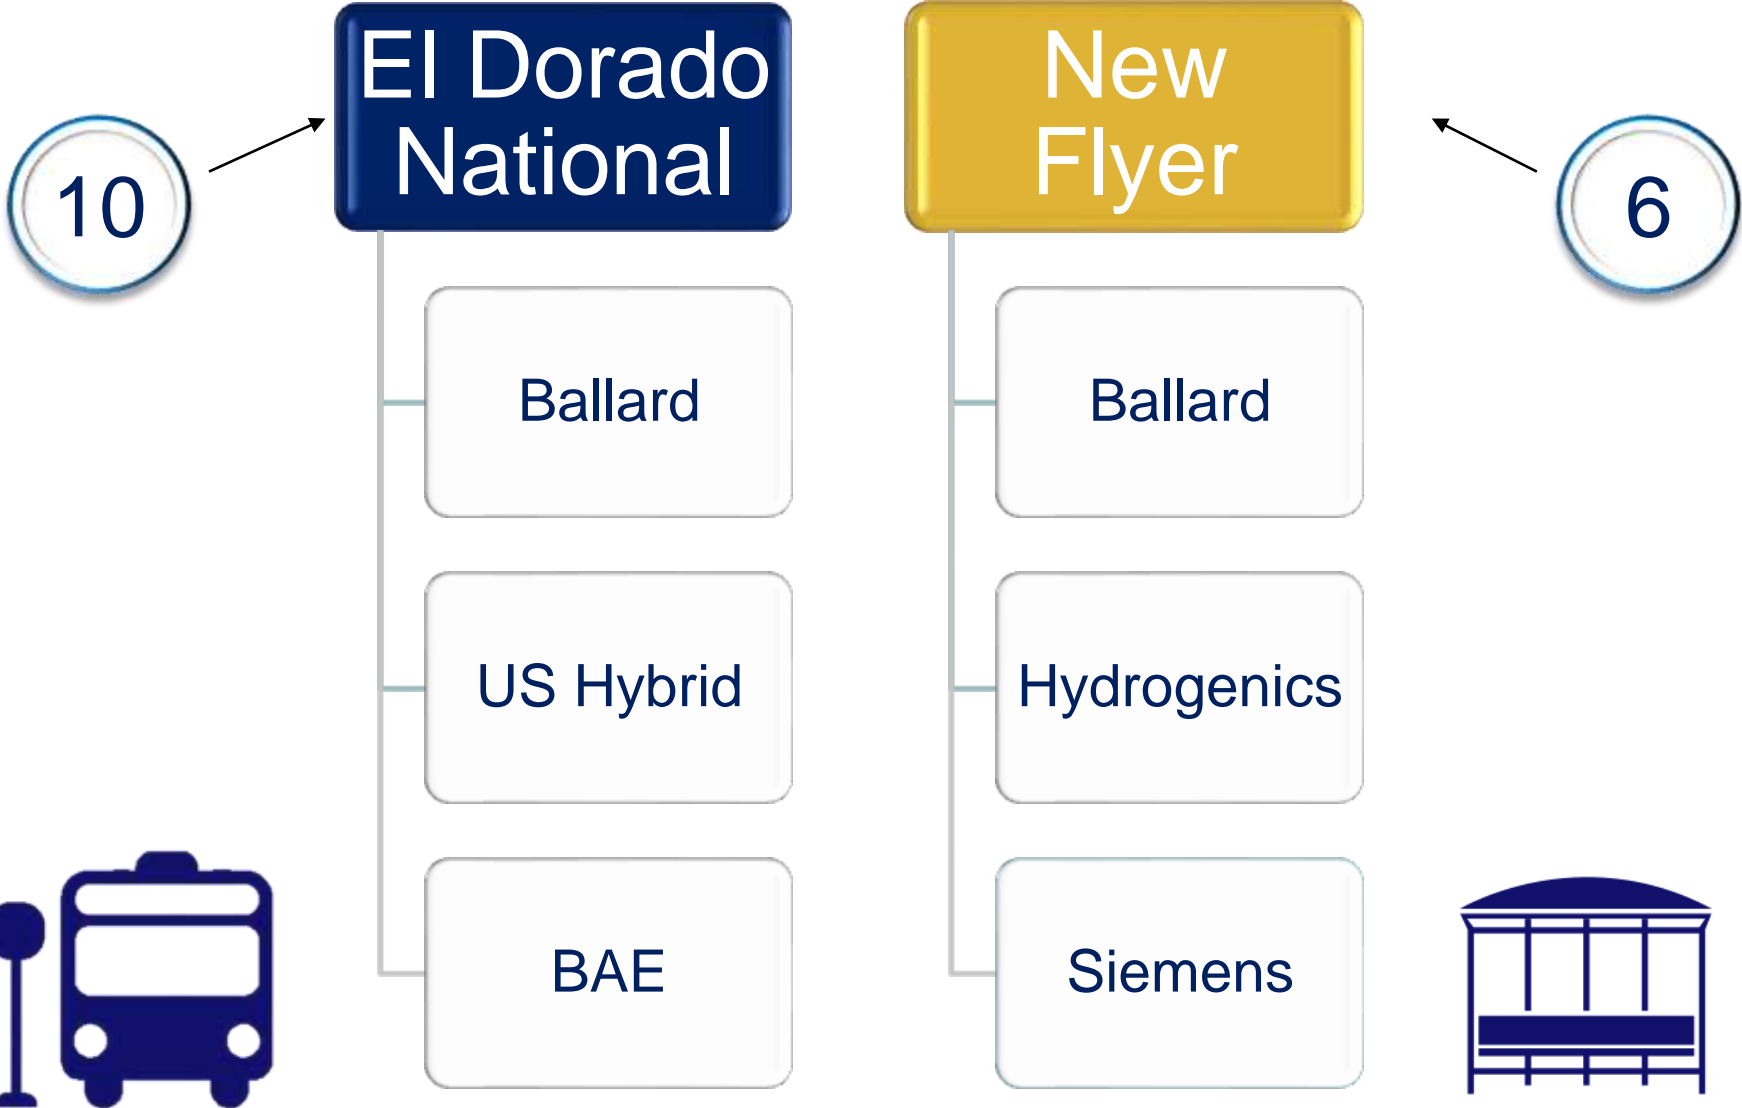 10
El Dorado
National
Ballard
US Hybrid
BAE
New
Flyer
Ballard
Hydrogenics
Siemens
6